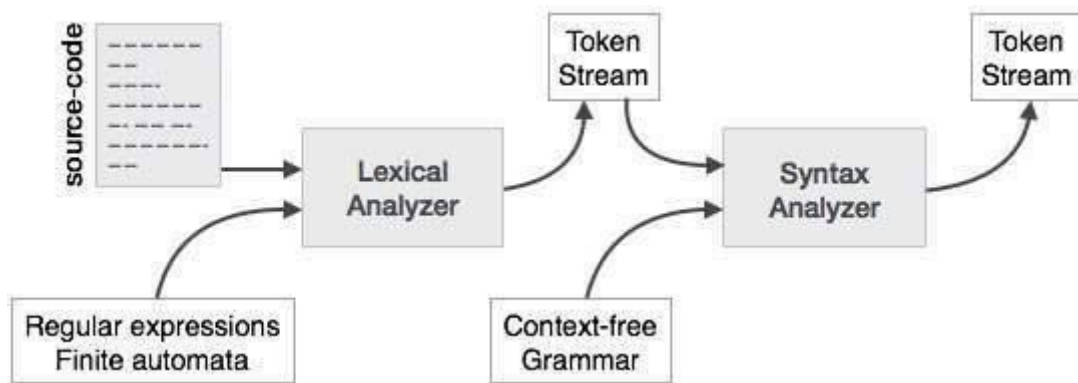 source-code
Token
Stream
Token
Stream
Lexical
Analyzer
Syntax
Analyzer
Regular expressions
Finite automata
Context-free
Grammar